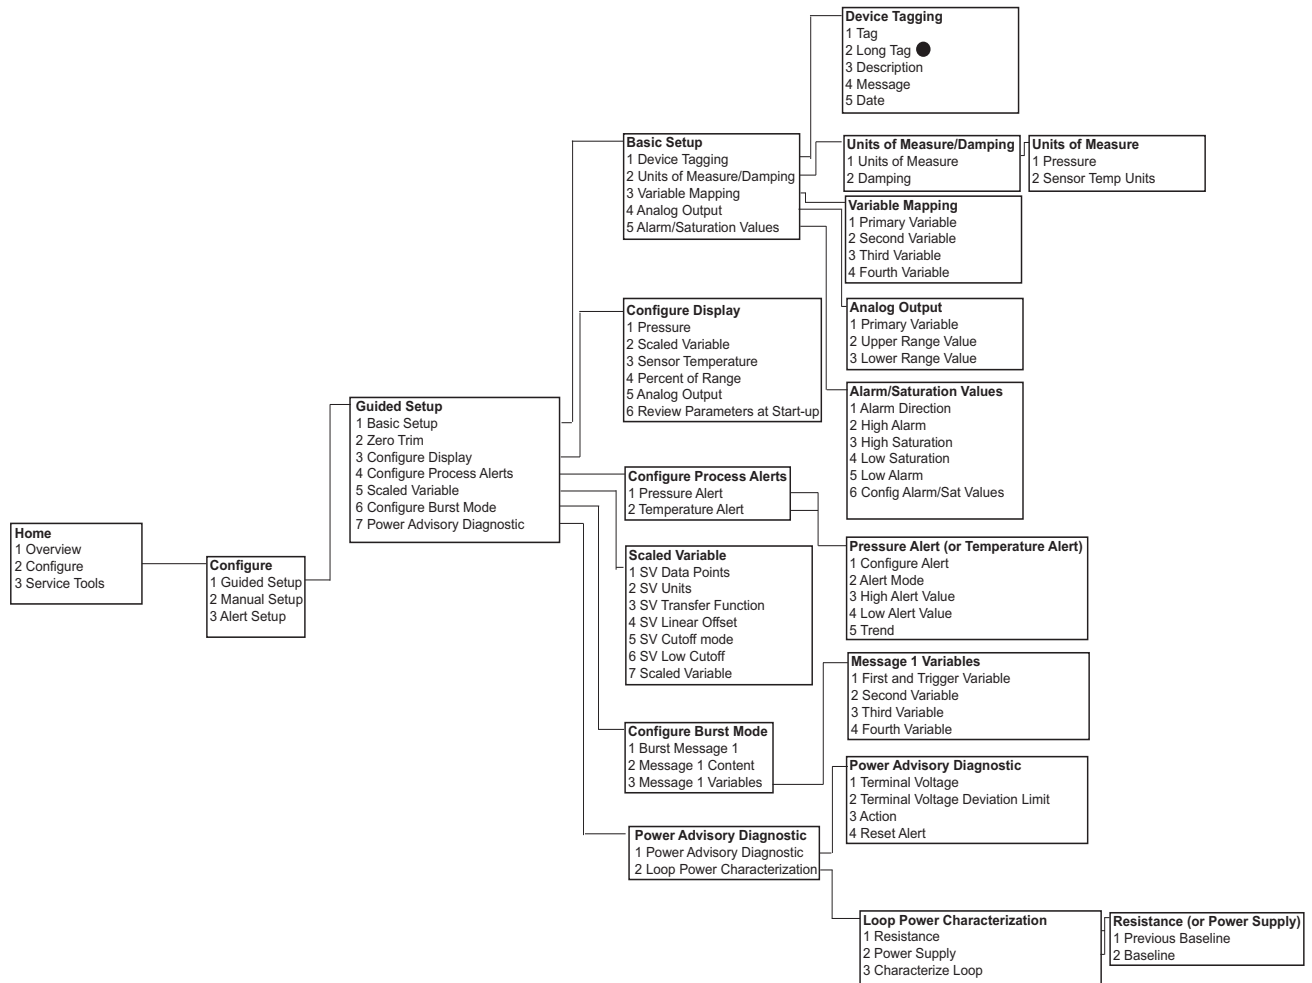 Home
1 Overview
2 Configure
3 Service Tools
Configure
1 Guided Setup
2 Manual Setup
3 Alert Setup
Guided Setup
1 Basic Setup
2 Zero Trim
3 Configure Display
4 Configure Process Alerts
5 Scaled Variable
6 Configure Burst Mode
7 Power Advisory Diagnostic
Basic Setup
1 Device Tagging
2 Units of Measure/Damping
3 Variable Mapping
4 Analog Output
5 Alarm/Saturation Values
Configure Display
1 Pressure
2 Scaled Variable
3 Sensor Temperature
4 Percent of Range
5 Analog Output
6 Review Parameters at Start-up
Configure Process Alerts
1 Pressure Alert
2 Temperature Alert
Scaled Variable
1 SV Data Points
2 SV Units
3 SV Transfer Function
4 SV Linear Offset
5 SV Cutoff mode
6 SV Low Cutoff
7 Scaled Variable
Configure Burst Mode
1 Burst Message 1
2 Message 1 Content
3 Message 1 Variables
Power Advisory Diagnostic
1 Power Advisory Diagnostic
2 Loop Power Characterization
Device Tagging
1 Tag
2 Long Tag
3 Description
4 Message
5 Date
Units of Measure/Damping
1 Units of Measure
2 Damping
Units of Measure
1 Pressure
2 Sensor Temp Units
Variable Mapping
1 Primary Variable
2 Second Variable
3 Third Variable
4 Fourth Variable
Analog Output
1 Primary Variable
2 Upper Range Value
3 Lower Range Value
Alarm/Saturation Values
1 Alarm Direction
2 High Alarm
3 High Saturation
4 Low Saturation
5 Low Alarm
6 Config Alarm/Sat Values
Pressure Alert (or Temperature Alert)
1 Configure Alert
2 Alert Mode
3 High Alert Value
4 Low Alert Value
5 Trend
Message 1 Variables
1 First and Trigger Variable
2 Second Variable
3 Third Variable
4 Fourth Variable
Power Advisory Diagnostic
1 Terminal Voltage
2 Terminal Voltage Deviation Limit
3 Action
4 Reset Alert
Loop Power Characterization
1 Resistance
2 Power Supply
3 Characterize Loop
Resistance (or Power Supply)
1 Previous Baseline
2 Baseline